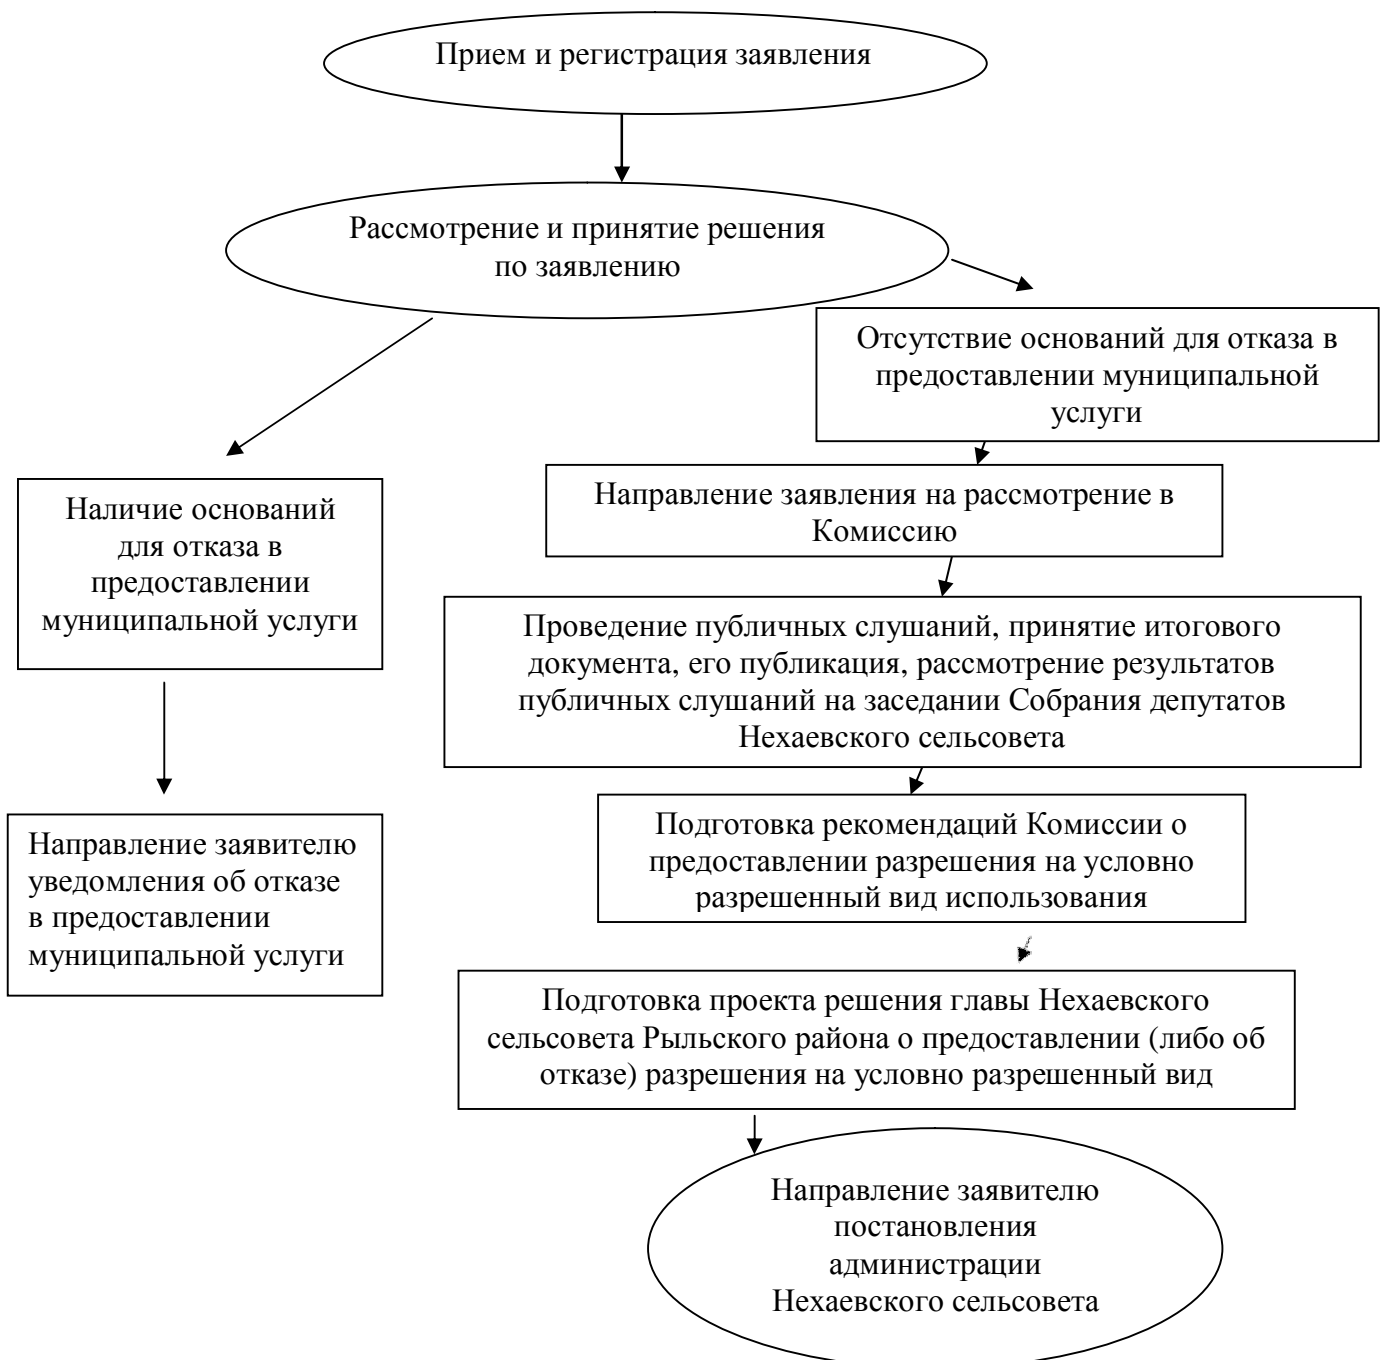 Прием и регистрация заявления
Рассмотрение и принятие решения
по заявлению
Отсутствие оснований для отказа в
предоставлении муниципальной
услуги
Направление заявления на рассмотрение в
Комиссию
Наличие оснований
для отказа в
предоставлении
муниципальной услуги
Проведение публичных слушаний, принятие итогового
документа, его публикация, рассмотрение результатов
публичных слушаний на заседании Собрания депутатов
Нехаевского сельсовета
Направление заявителю
уведомления об отказе
в предоставлении
муниципальной услуги
Подготовка рекомендаций Комиссии о
предоставлении разрешения на условно
разрешенный вид использования
Подготовка проекта решения главы Нехаевского
сельсовета Рыльского района о предоставлении (либо об
отказе) разрешения на условно разрешенный вид
Направление заявителю
постановления
администрации
Нехаевского сельсовета